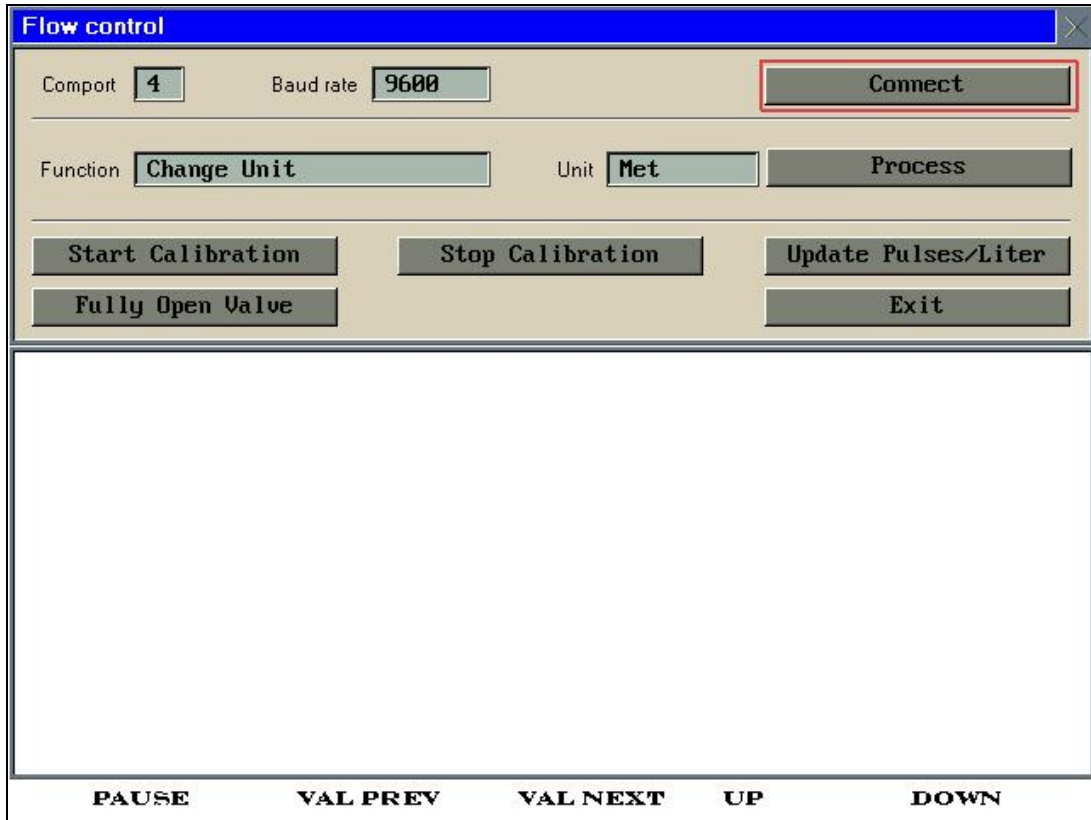 Flow control
Comport 4 Baud rate 9600 Connect
Function Change Unit Unit Met Process
Start Calibration Stop Calibration Update Pulses/Liter
Fully Open Valve Exit
PAUSE VAL PREV VAL NEXT UP DOWN